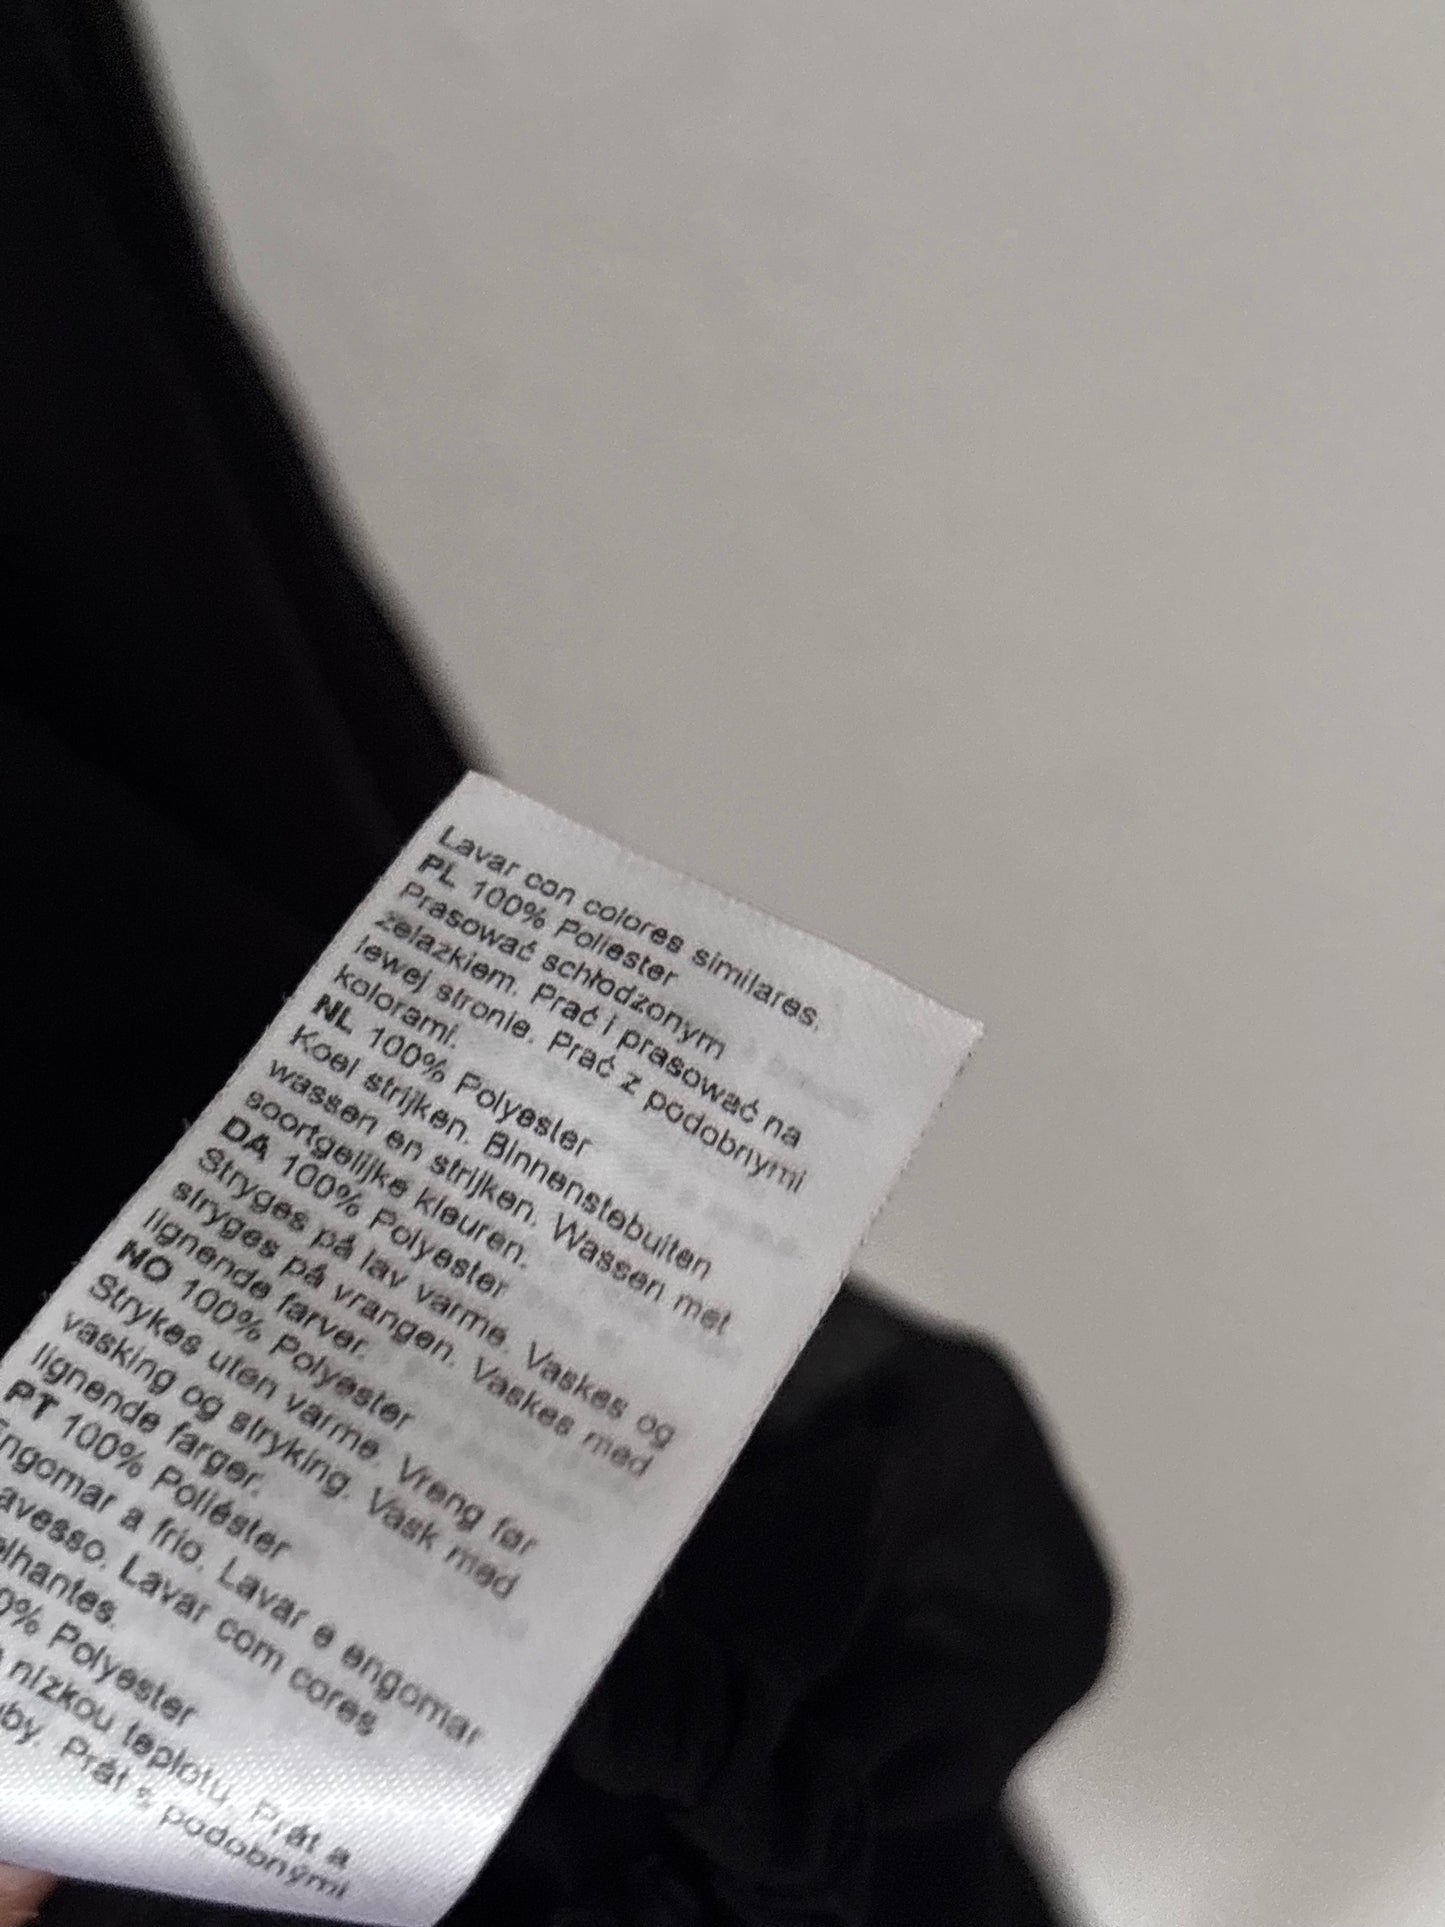 Lavar con colores similares.
PL 100% Poliester
Prasować schłodzonym
żelazkiem. Prać i prasować na
lewej stronie. Prać z podobnymi
kolorami.
NL 100% Polyester
Koel strijken. Binnenstebuiten
wassen en strijken. Wassen met
soortgelijke kleuren.
DA 100% Polyester
Stryges på lav varme. Vaskes og
stryges på vrangen. Vaskes med
lignende farver.
NO 100% Polyester
Strykes uten varme. Vreng før
vasking og stryking. Vask med
lignende farger.
PT 100% Poliéster
Engomar a frio. Lavar e engomar
avesso. Lavar com cores
elhantes.
0% Polyester
nízkou teplotu. Prát a
uby. Prát s podobnými